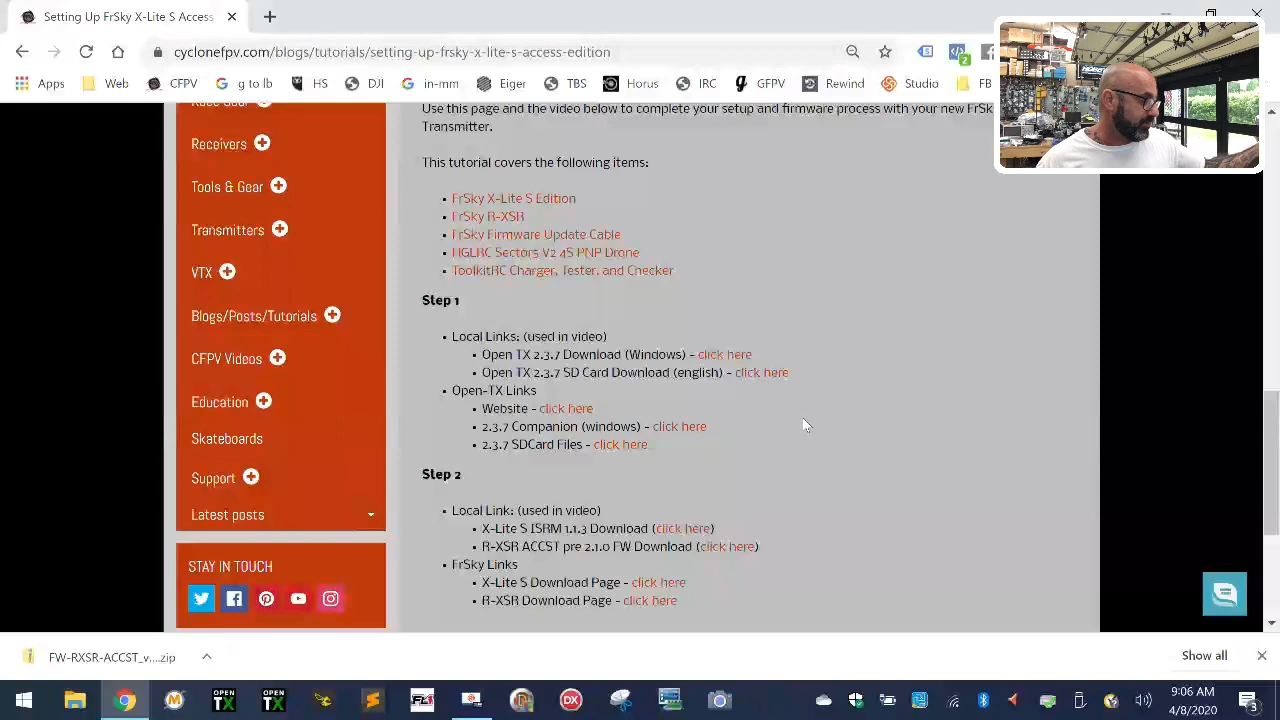 Setting Up FrSky X-Lite S Access
cyclonefpv.com/blogs/tutorials/setting-up-frsky-x-lite-s-access-edition
Apps
Web
CFPV
g to lb
in-mm
Eipp
TBS
Horus
IRC
GFPV
Rewind
Studio
FB
Receivers
Tools & Gear
Transmitters
VTX
Blogs/Posts/Tutorials
CFPV Videos
Education
Skateboards
Support
Latest posts
STAY IN TOUCH
Use this page and the video below to complete your setup and firmware process with your new FrSky
Transmitter.
This tutorial covers the following items:
FrSky X-Lite S Edition
FrSky R-XSR
FrSky Firmware Update Cable
HGLRC Sector5 V2 4S PNP Drone
ToolkitRC Charger, Tester, and Checker
Step 1
Local Links: (used in video)
Open TX 2.3.7 Download (Windows) - click here
Open TX 2.3.7 SD Card Download (english) - click here
Open-TX Links
Website - click here
2.3.7 Companion (windows) - click here
2.3.7 SDCard Files - click here
Step 2
Local Link: (used in video)
X-Lite S ISRM 1.1.3 Download (click here)
R-XSR ACCST pre 2.1.0 FW Download (click here)
FrSky Links
X-Lite S Download Page - click here
R-XSR Download Page - click here
FW-RXSR-ACCST_v....zip
Show all
OPEN TX
OPEN TX
9:06 AM
4/8/2020